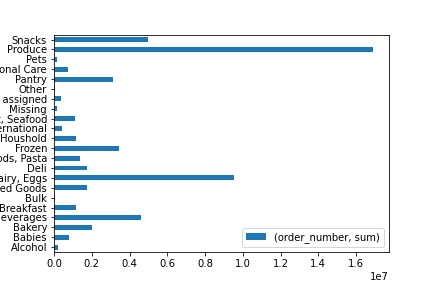 Snacks
Produce
Pets
onal Care
Pantry
Other
assigned
Missing
, Seafood
ernational
Houshold
Frozen
ods, Pasta
Deli
airy, Eggs
ed Goods
Bulk
Breakfast
everages
Bakery
Babies
Alcohol
(order_number, sum)
0.0 0.2 0.4 0.6 0.8 1.0 1.2 1.4 1.6
1e7